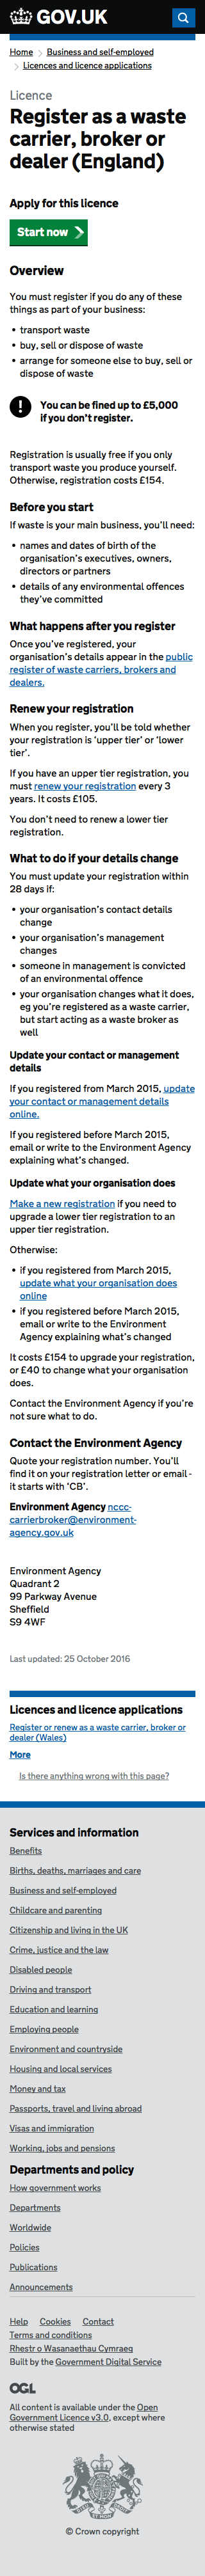 GOV.UK
Home
Business and self-employed
Licences and licence applications
Licence
Register as a waste
carrier, broker or
dealer (England)
Apply for this licence
Start now
Overview
You must register if you do any of these
things as part of your business:
• transport waste
• buy, sell or dispose of waste
• arrange for someone else to buy, sell or
dispose of waste
You can be fined up to £5,000
if you don't register.
Registration is usually free if you only
transport waste you produce yourself.
Otherwise, registration costs £154.
Before you start
If waste is your main business, you'll need:
• names and dates of birth of the
organisation's executives, owners,
directors or partners
• details of any environmental offences
they've committed
What happens after you register
Once you've registered, your
organisation's details appear in the public
register of waste carriers, brokers and
dealers.
Renew your registration
When you register, you'll be told whether
your registration is 'upper tier' or 'lower
tier'.
If you have an upper tier registration, you
must renew your registration every 3
years. It costs £105.
You don't need to renew a lower tier
registration.
What to do if your details change
You must update your registration within
28 days if:
• your organisation's contact details
change
• your organisation's management
changes
• someone in management is convicted
of an environmental offence
• your organisation changes what it does,
eg you're registered as a waste carrier,
but start acting as a waste broker as
well
Update your contact or management
details
If you registered from March 2015, update
your contact or management details
online.
If you registered before March 2015,
email or write to the Environment Agency
explaining what's changed.
Update what your organisation does
Make a new registration if you need to
upgrade a lower tier registration to an
upper tier registration.
Otherwise:
• if you registered from March 2015,
update what your organisation does
online
• if you registered before March 2015,
email or write to the Environment
Agency explaining what's changed
It costs £154 to upgrade your registration,
or £40 to change what your organisation
does.
Contact the Environment Agency if you're
not sure what to do.
Contact the Environment Agency
Quote your registration number. You'll
find it on your registration letter or email -
it starts with 'CB'.
Environment Agency nccc-
carrierbroker@environment-
agency.gov.uk
Environment Agency
Quadrant 2
99 Parkway Avenue
Sheffield
S9 4WF
Last updated: 25 October 2016
Licences and licence applications
Register or renew as a waste carrier, broker or
dealer (Wales)
More
Is there anything wrong with this page?
Services and information
Benefits
Births, deaths, marriages and care
Business and self-employed
Childcare and parenting
Citizenship and living in the UK
Crime, justice and the law
Disabled people
Driving and transport
Education and learning
Employing people
Environment and countryside
Housing and local services
Money and tax
Passports, travel and living abroad
Visas and immigration
Working, jobs and pensions
Departments and policy
How government works
Departments
Worldwide
Policies
Publications
Announcements
Help Cookies Contact
Terms and conditions
Rhestr o Wasanaethau Cymraeg
Built by the Government Digital Service
OGL
All content is available under the Open
Government Licence v3.0, except where
otherwise stated
© Crown copyright